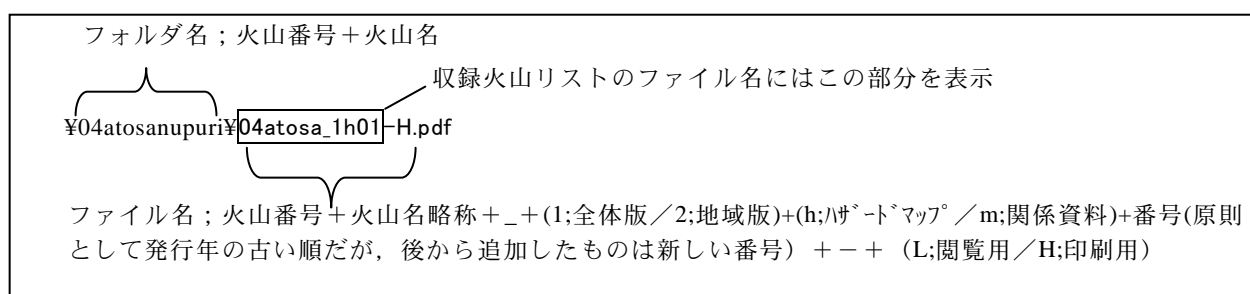 フォルダ名；火山番号＋火山名
収録火山リストのファイル名にはこの部分を表示
¥04atosanupuri¥04atosa_1h01-H.pdf
ファイル名；火山番号＋火山名略称＋_＋(1;全体版／2;地域版)+(h;ﾊｻﾞｰﾄﾞﾏｯﾌﾟ／m;関係資料)+番号(原則
として発行年の古い順だが，後から追加したものは新しい番号）＋－＋（L;閲覧用／H;印刷用）